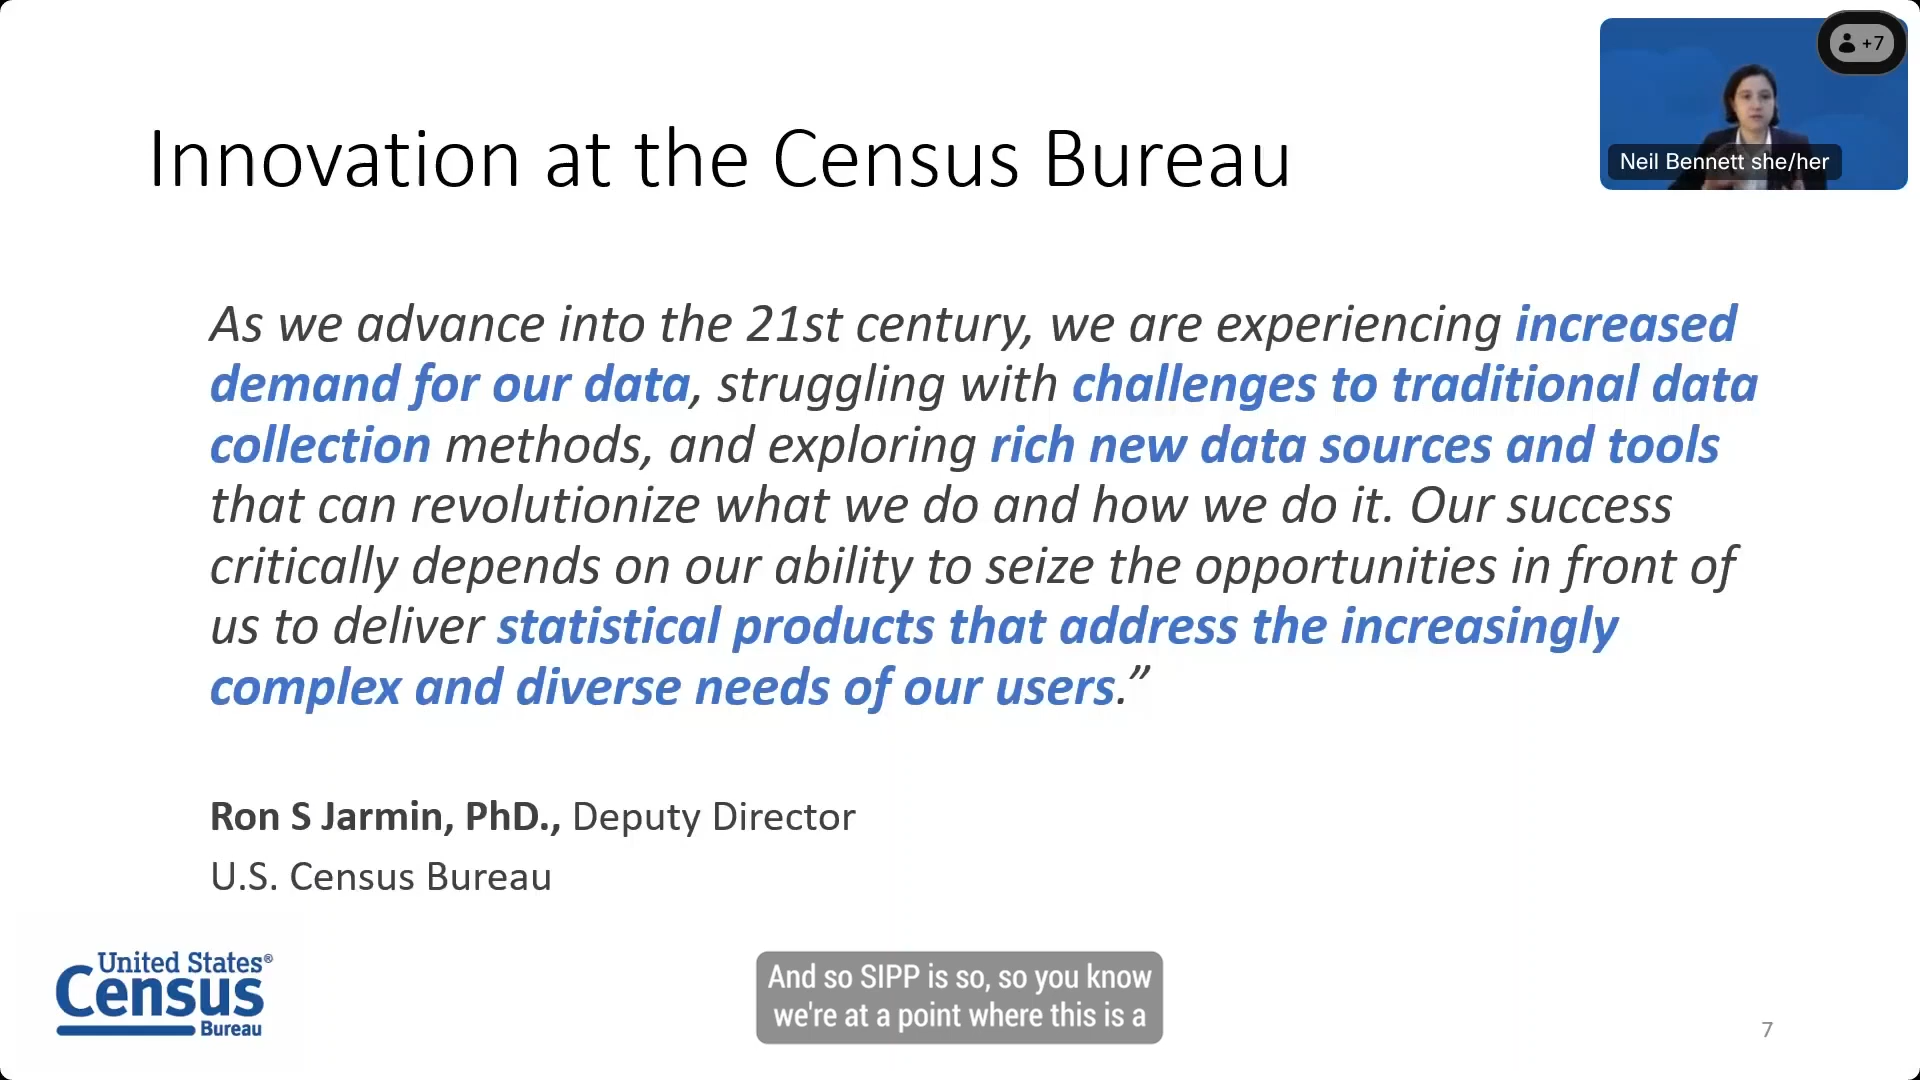 +7
Neil Bennett she/her
Innovation at the Census Bureau
As we advance into the 21st century, we are experiencing increased
demand for our data, struggling with challenges to traditional data
collection methods, and exploring rich new data sources and tools
that can revolutionize what we do and how we do it. Our success
critically depends on our ability to seize the opportunities in front of
us to deliver statistical products that address the increasingly
complex and diverse needs of our users.”
Ron S Jarmin, PhD., Deputy Director
U.S. Census Bureau
United States®
Census
Bureau
And so SIPP is so, so you know
we're at a point where this is a
7